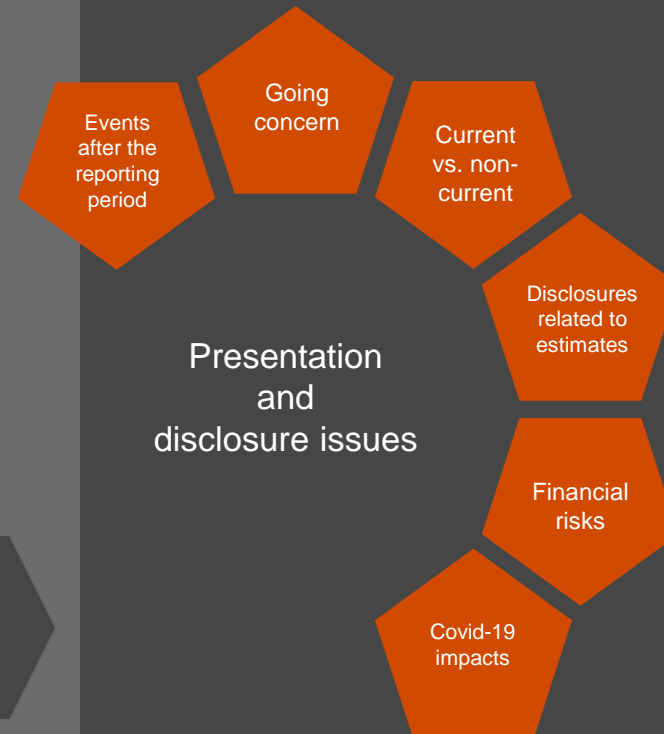 Events
after the
reporting
period
Going
concern
Current
vs. non-
current
Disclosures
related to
estimates
Financial
risks
Covid-19
impacts
Presentation
and
disclosure issues